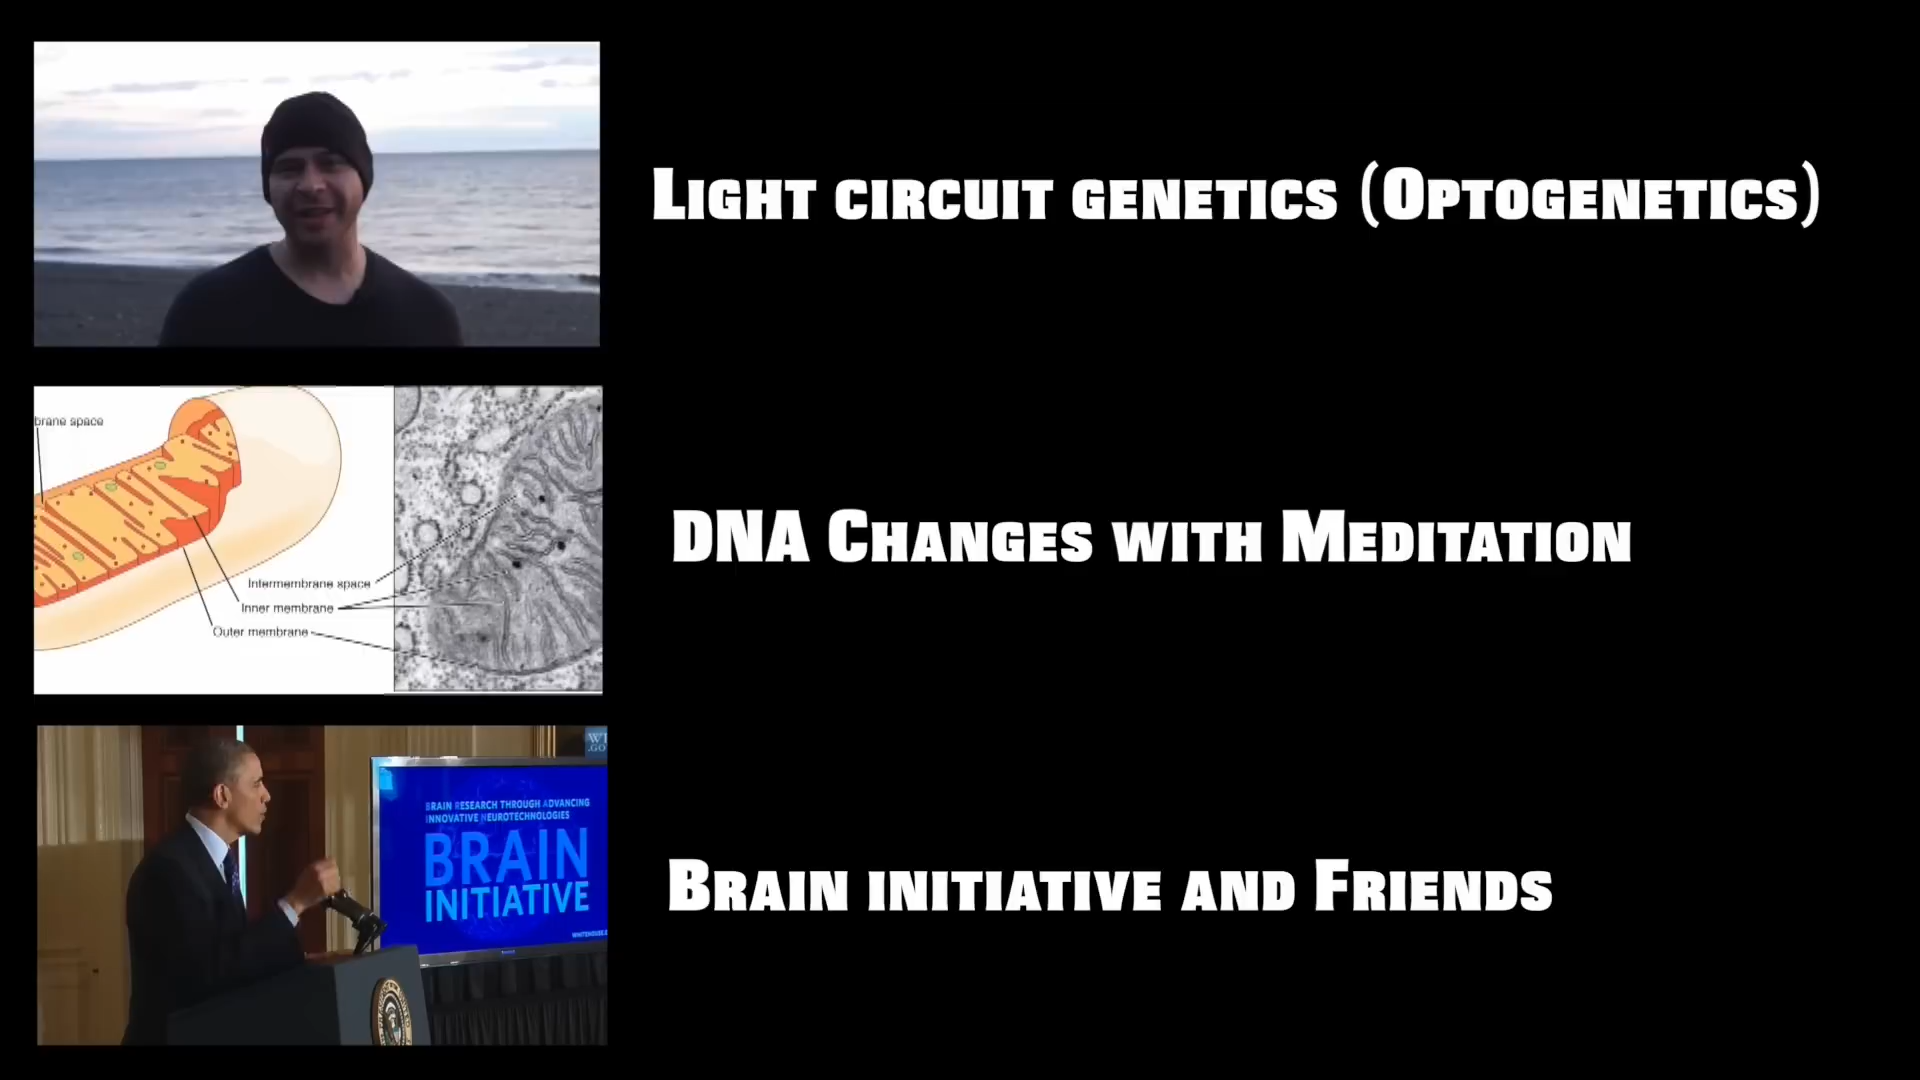 Light circuit genetics (Optogenetics)
brane space
Intermembrane space
Inner membrane
Outer membrane
DNA Changes with Meditation
BRAIN RESEARCH THROUGH ADVANCING
INNOVATIVE NEUROTECHNOLOGIES
BRAIN
INITIATIVE
Brain initiative and Friends